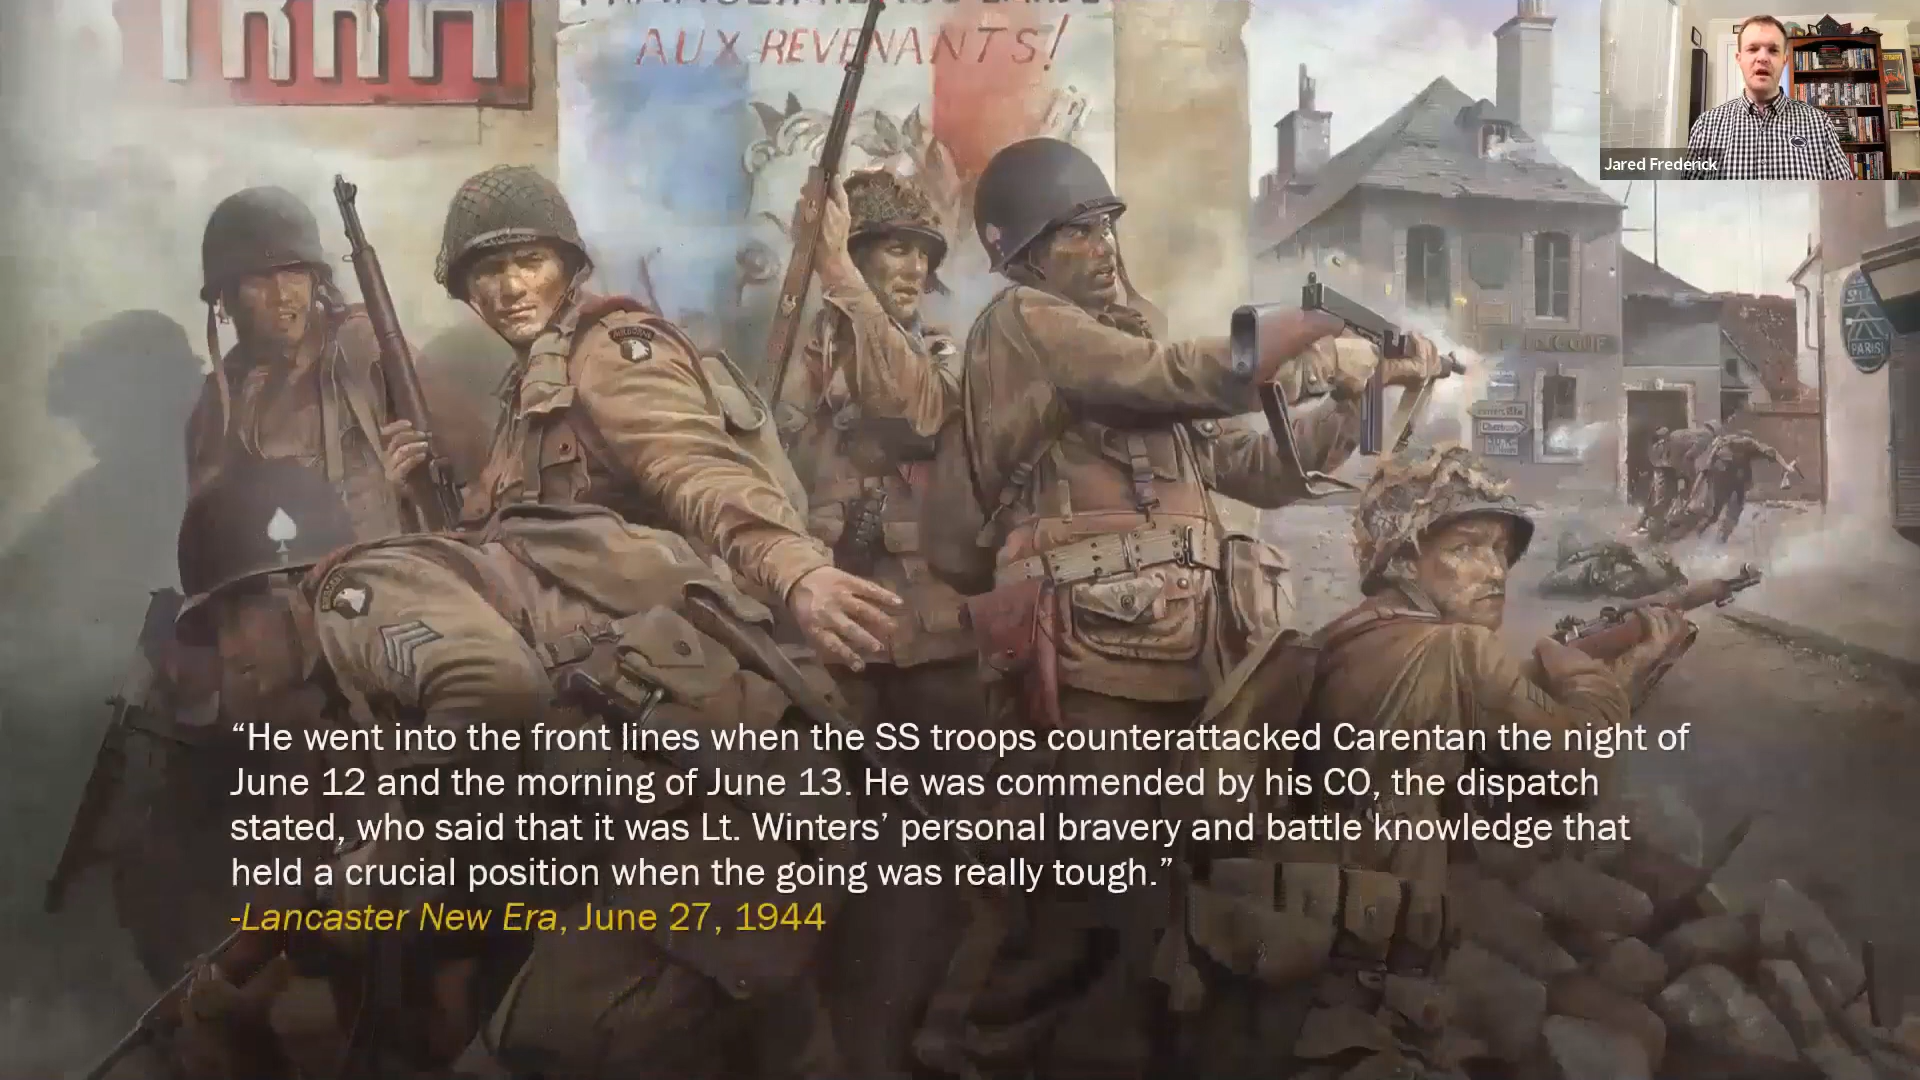 AUX REVENANTS!
Jared Frederick
PARIS
“He went into the front lines when the SS troops counterattacked Carentan the night of
June 12 and the morning of June 13. He was commended by his CO, the dispatch
stated, who said that it was Lt. Winters’ personal bravery and battle knowledge that
held a crucial position when the going was really tough.”
-Lancaster New Era, June 27, 1944